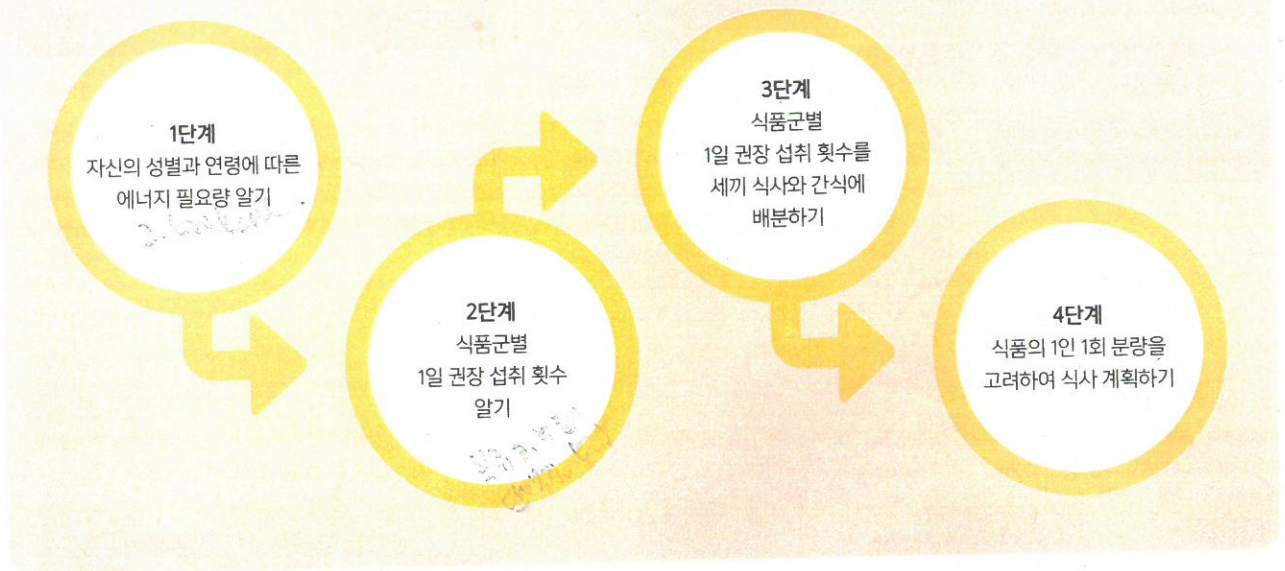 1단계
자신의 성별과 연령에 따른
에너지 필요량 알기
2단계
식품군별
1일 권장 섭취 횟수
알기
3단계
식품군별
1일 권장 섭취 횟수를
세끼 식사와 간식에
배분하기
4단계
식품의 1인 1회 분량을
고려하여 식사 계획하기